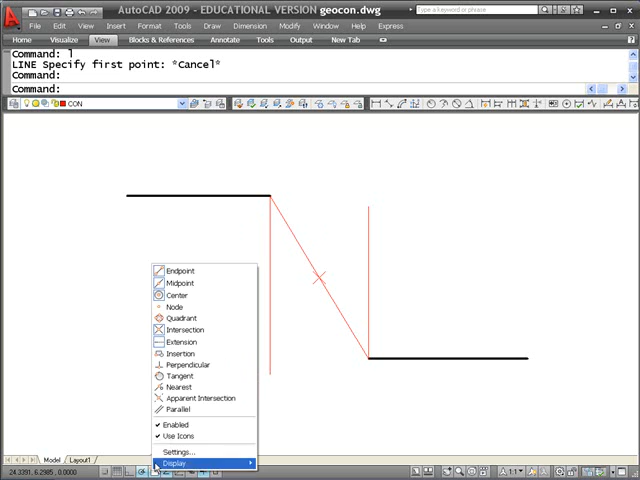 AutoCAD 2009 - EDUCATIONAL VERSION geocon.dwg
Type a keyword or phrase
File Edit View Insert Format Tools Draw Dimension Modify Window Help Express
Home Visualize View Blocks & References Annotate Tools Output New Tab
Command: l
LINE Specify first point: *Cancel*
Command:
Command:
CON
Endpoint
Midpoint
Center
Node
Quadrant
Intersection
Extension
Insertion
Perpendicular
Tangent
Nearest
Apparent Intersection
Parallel
Enabled
Use Icons
Settings...
Display
Model Layout1
24.3391, 6.2985, 0.0000
1:1